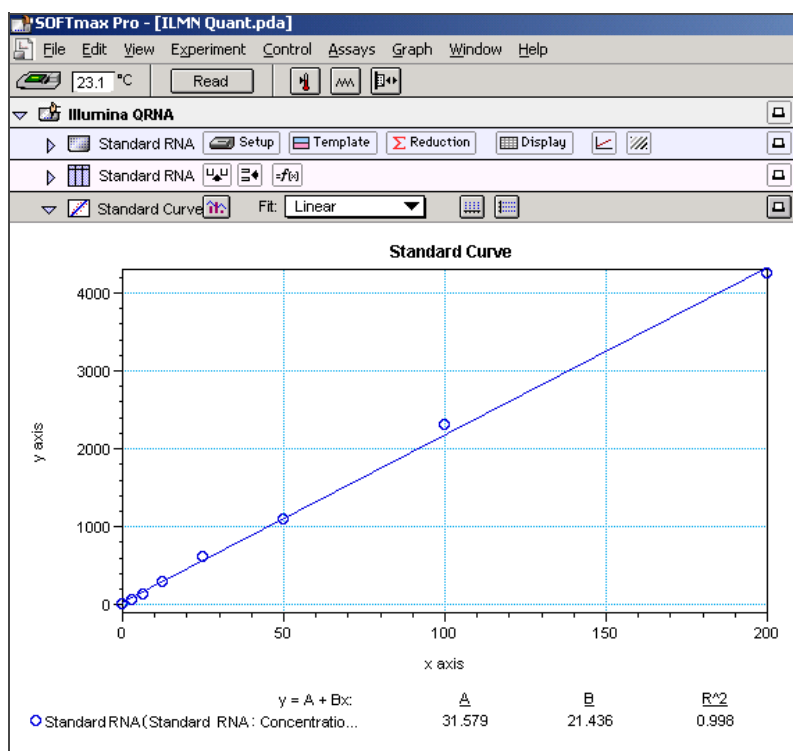 SOFTmax Pro - [ILMN Quant.pda]
File Edit View Experiment Control Assays Graph Window Help
23.1 °C Read
Illumina QRNA
Standard RNA Setup Template Reduction Display
Standard RNA =f(x)
Standard Curve Fit: Linear
Standard Curve
4000
3000
2000
1000
0
y axis
0 50 100 150 200
x axis
y = A + Bx: A B R^2
Standard RNA (Standard RNA: Concentratio... 31.579 21.436 0.998